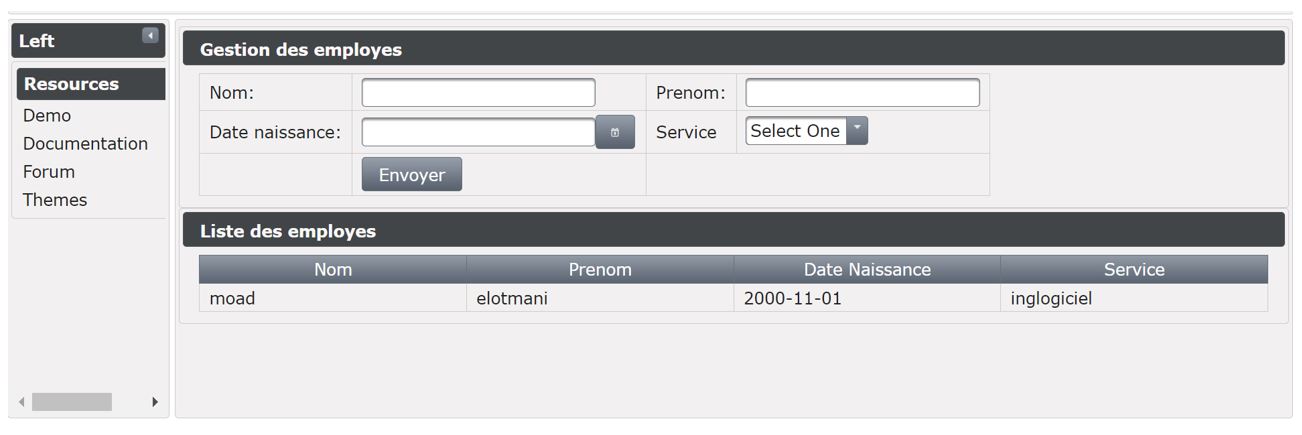 Left
Resources
Demo
Documentation
Forum
Themes
Gestion des employes
Nom: Prenom:
Date naissance: Service Select One
Envoyer
Liste des employes
Nom Prenom Date Naissance Service
moad elotmani 2000-11-01 inglogiciel